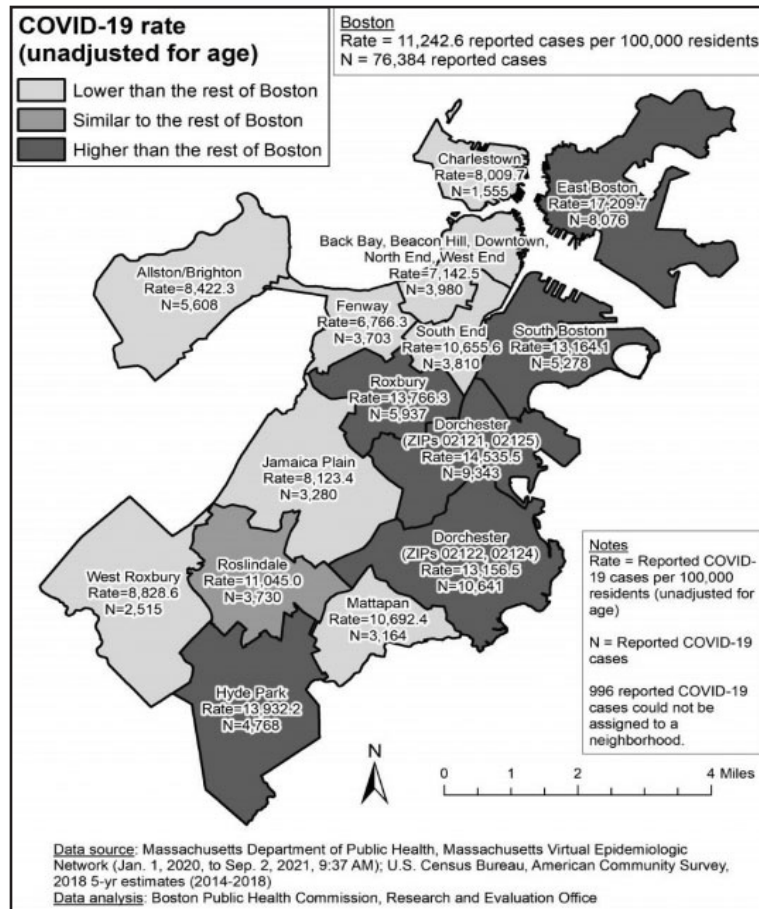 COVID-19 rate
(unadjusted for age)
Lower than the rest of Boston
Similar to the rest of Boston
Higher than the rest of Boston
Boston
Rate = 11,242.6 reported cases per 100,000 residents
N = 76,384 reported cases
Charlestown
Rate=8,009.7
N=1,555
East Boston
Rate=17,209.7
N=8,076
Back Bay, Beacon Hill, Downtown,
North End, West End
Rate=7,142.5
N=3,980
Allston/Brighton
Rate=8,422.3
N=5,608
Fenway
Rate=6,766.3
N=3,703
South End
Rate=10,655.6
N=3,810
South Boston
Rate=13,164.1
N=5,278
Roxbury
Rate=13,766.3
N=5,937
Dorchester
(ZIPs 02121, 02125)
Rate=14,535.5
N=9,343
Jamaica Plain
Rate=8,123.4
N=3,280
Dorchester
(ZIPs 02122, 02124)
Rate=13,156.5
N=10,641
West Roxbury
Rate=8,828.6
N=2,515
Roslindale
Rate=11,045.0
N=3,730
Mattapan
Rate=10,692.4
N=3,164
Hyde Park
Rate=13,932.2
N=4,768
Notes
Rate = Reported COVID-
19 cases per 100,000
residents (unadjusted for
age)
N = Reported COVID-19
cases
996 reported COVID-19
cases could not be
assigned to a
neighborhood.
N
0 1 2 4 Miles
Data source: Massachusetts Department of Public Health, Massachusetts Virtual Epidemiologic
Network (Jan. 1, 2020, to Sep. 2, 2021, 9:37 AM); U.S. Census Bureau, American Community Survey,
2018 5-yr estimates (2014-2018)
Data analysis: Boston Public Health Commission, Research and Evaluation Office